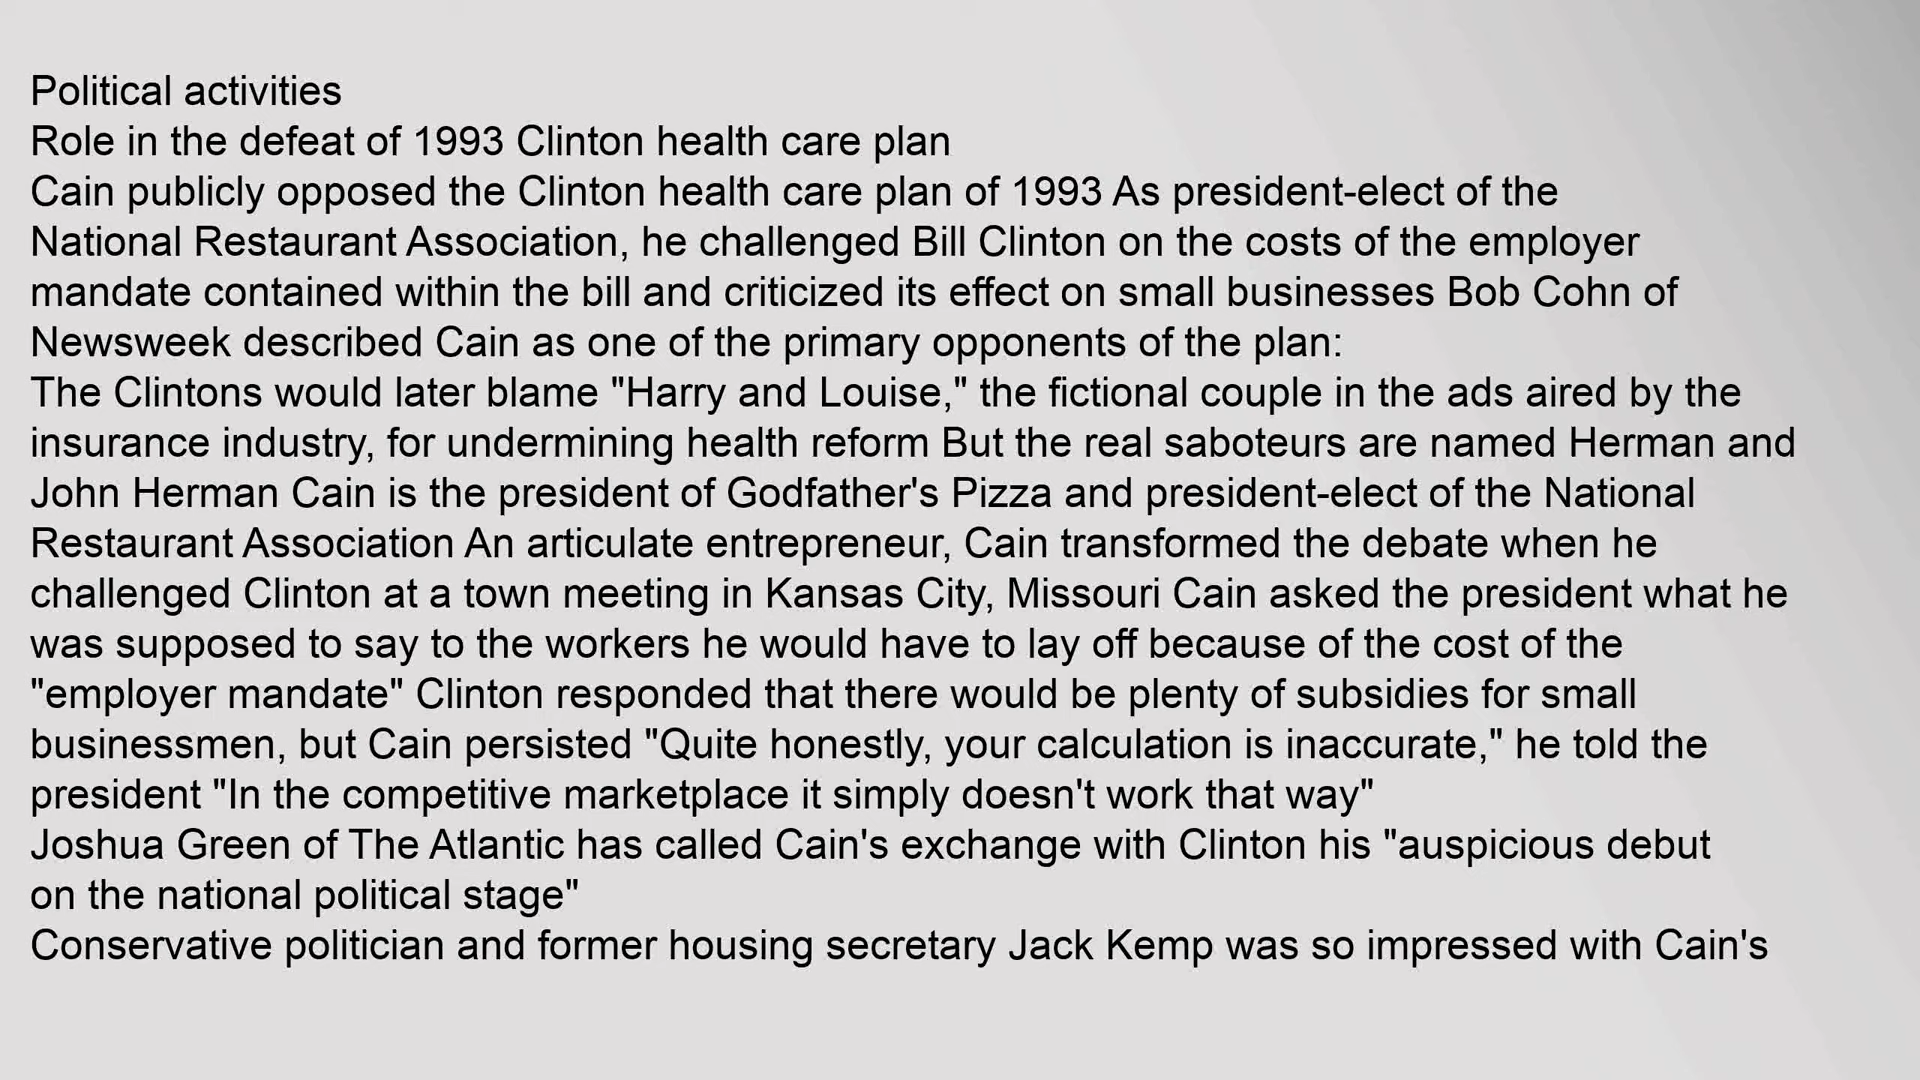 Political activities
Role in the defeat of 1993 Clinton health care plan
Cain publicly opposed the Clinton health care plan of 1993 As president-elect of the
National Restaurant Association, he challenged Bill Clinton on the costs of the employer
mandate contained within the bill and criticized its effect on small businesses Bob Cohn of
Newsweek described Cain as one of the primary opponents of the plan:
The Clintons would later blame "Harry and Louise," the fictional couple in the ads aired by the
insurance industry, for undermining health reform But the real saboteurs are named Herman and
John Herman Cain is the president of Godfather's Pizza and president-elect of the National
Restaurant Association An articulate entrepreneur, Cain transformed the debate when he
challenged Clinton at a town meeting in Kansas City, Missouri Cain asked the president what he
was supposed to say to the workers he would have to lay off because of the cost of the
"employer mandate" Clinton responded that there would be plenty of subsidies for small
businessmen, but Cain persisted "Quite honestly, your calculation is inaccurate," he told the
president "In the competitive marketplace it simply doesn't work that way"
Joshua Green of The Atlantic has called Cain's exchange with Clinton his "auspicious debut
on the national political stage"
Conservative politician and former housing secretary Jack Kemp was so impressed with Cain's